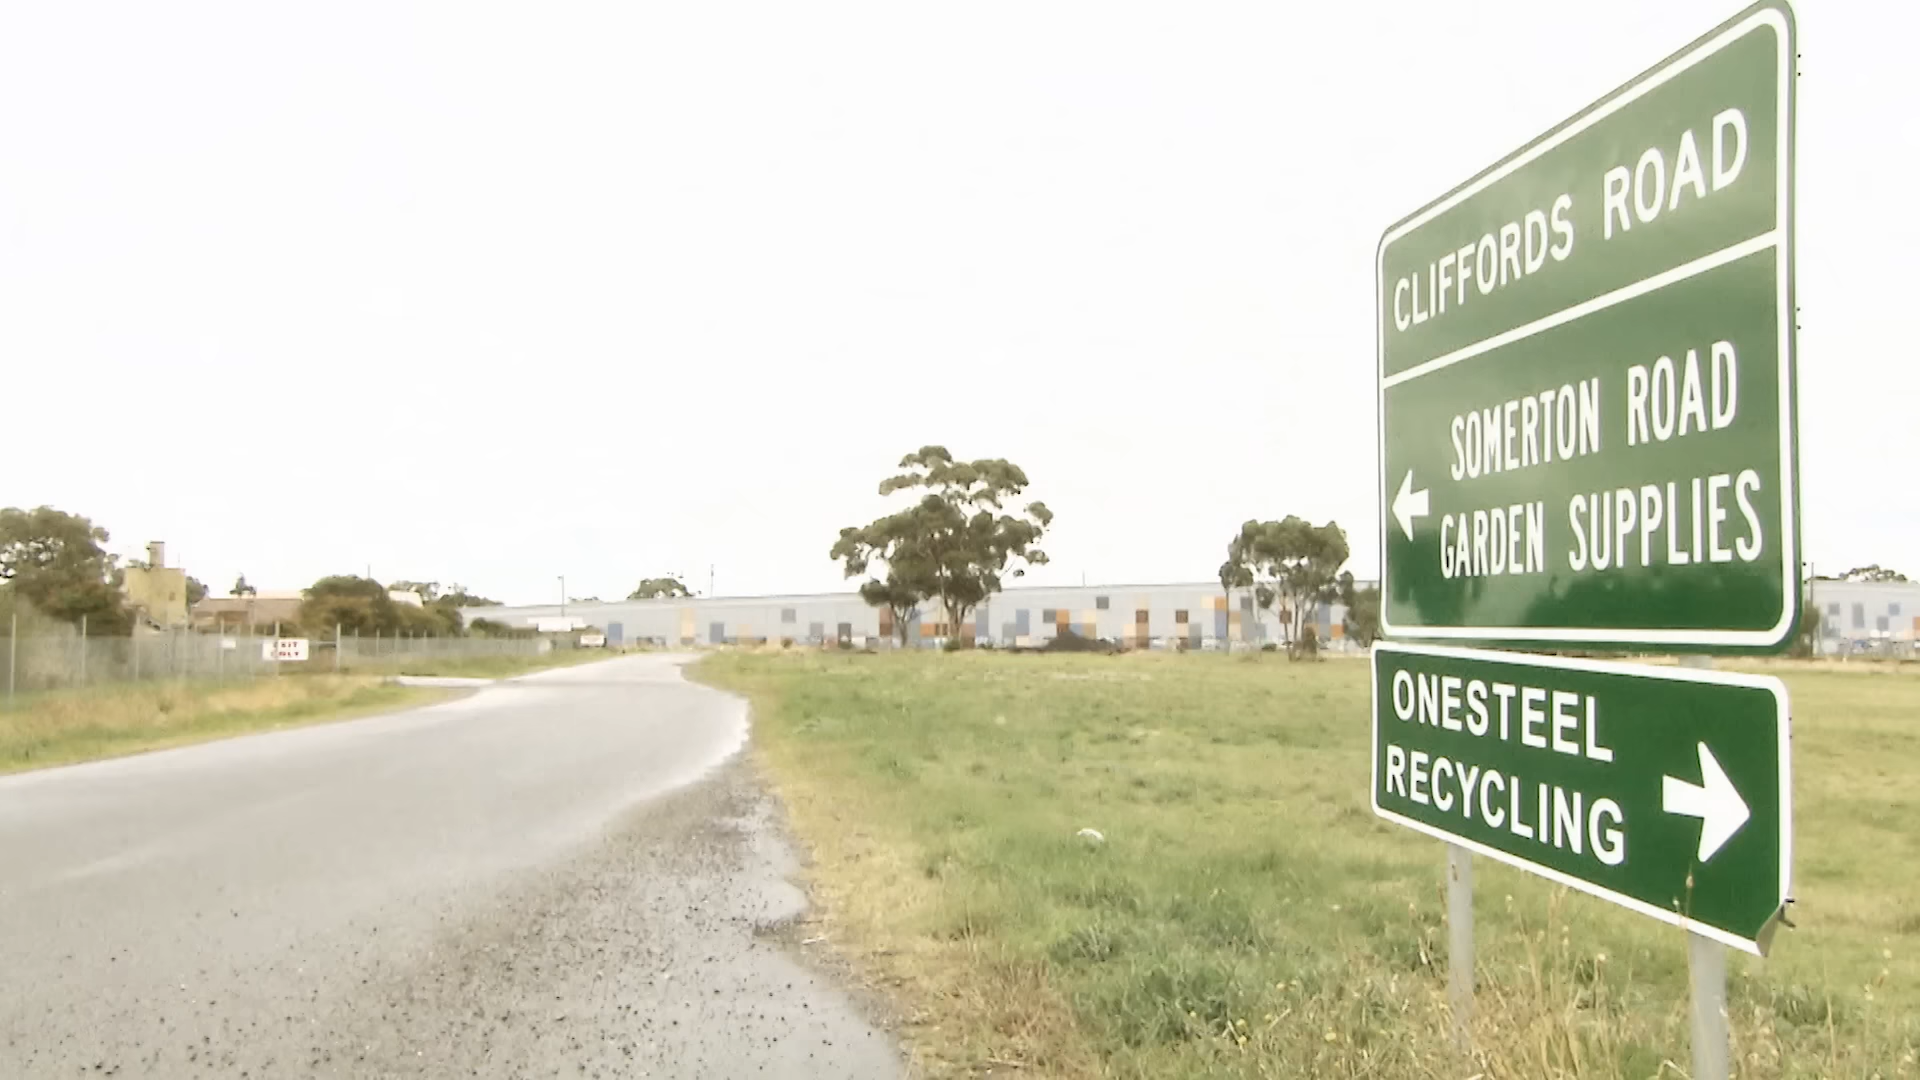 CLIFFORDS ROAD
SOMERTON ROAD
GARDEN SUPPLIES
ONESTEEL
RECYCLING
EXIT
ONLY